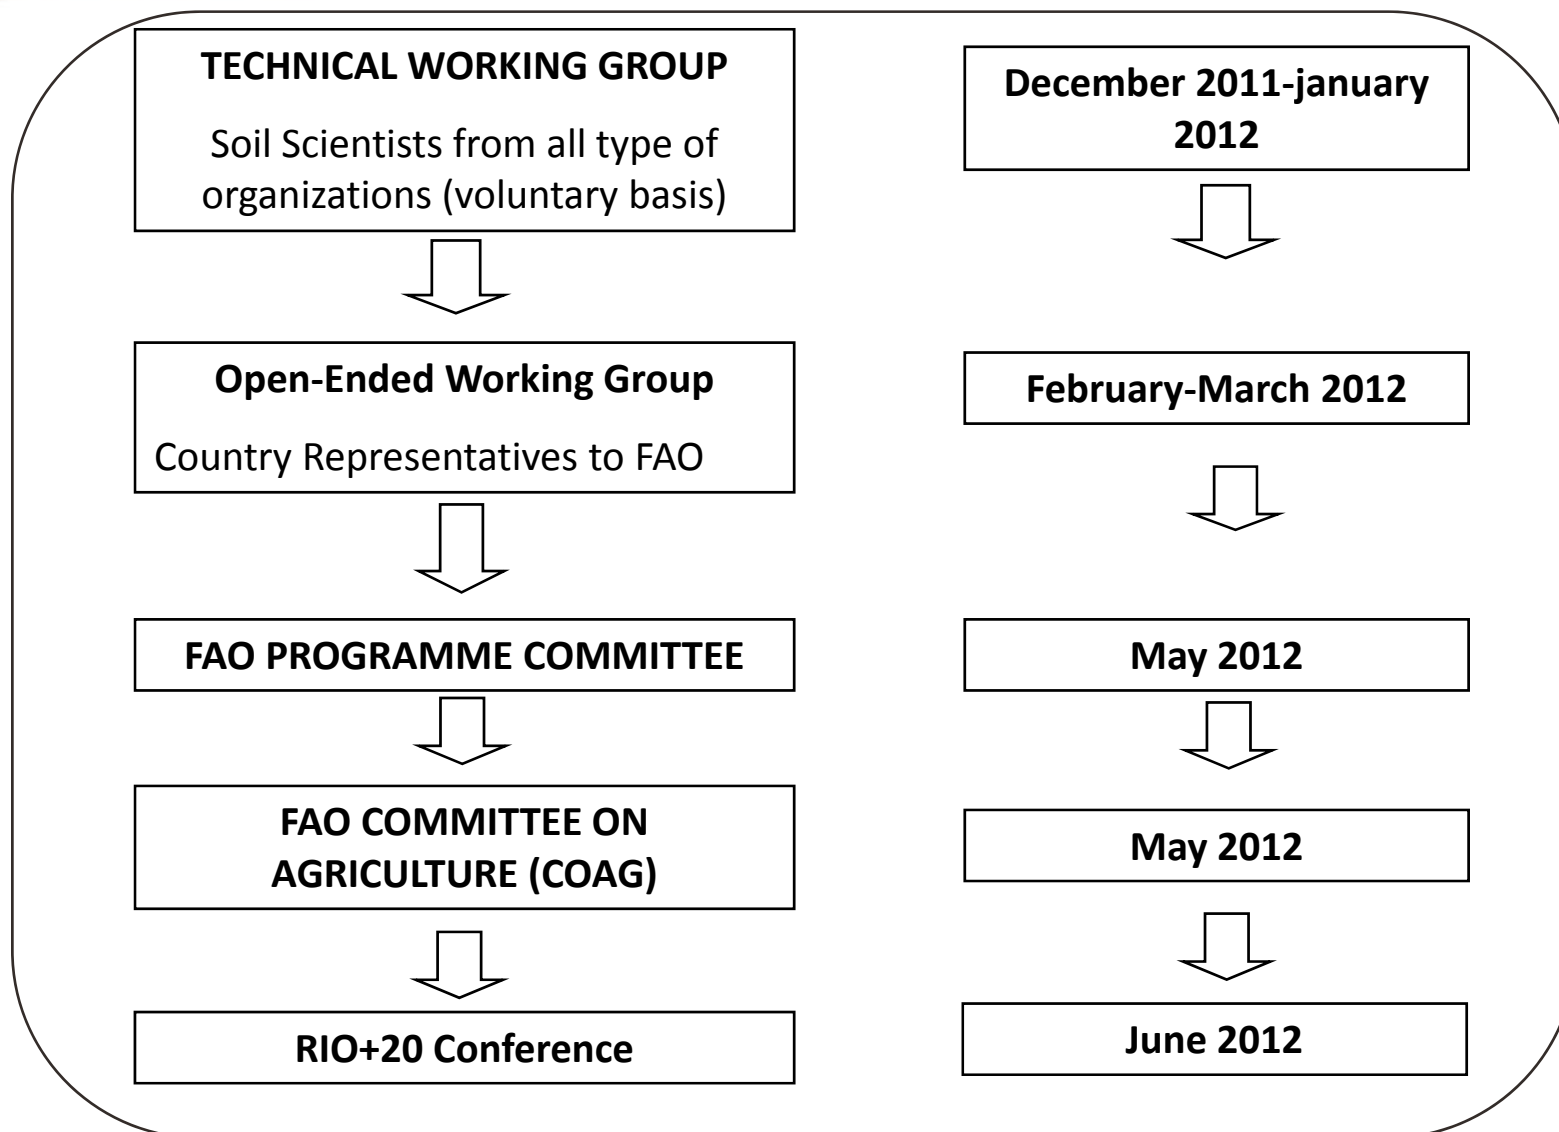 TECHNICAL WORKING GROUP
Soil Scientists from all type of
organizations (voluntary basis)
December 2011-january
2012
Open-Ended Working Group
Country Representatives to FAO
February-March 2012
FAO PROGRAMME COMMITTEE
May 2012
FAO COMMITTEE ON
AGRICULTURE (COAG)
May 2012
RIO+20 Conference
June 2012